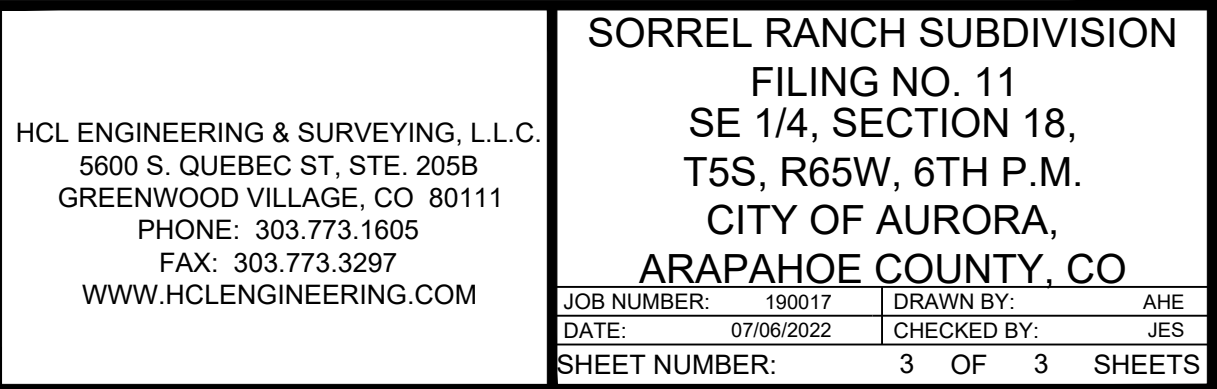 HCL ENGINEERING & SURVEYING, L.L.C.
5600 S. QUEBEC ST, STE. 205B
GREENWOOD VILLAGE, CO 80111
PHONE: 303.773.1605
FAX: 303.773.3297
WWW.HCLENGINEERING.COM
SORREL RANCH SUBDIVISION
FILING NO. 11
SE 1/4, SECTION 18,
T5S, R65W, 6TH P.M.
CITY OF AURORA,
ARAPAHOE COUNTY, CO
JOB NUMBER: 190017 DRAWN BY: AHE
DATE: 07/06/2022 CHECKED BY: JES
SHEET NUMBER: 3 OF 3 SHEETS